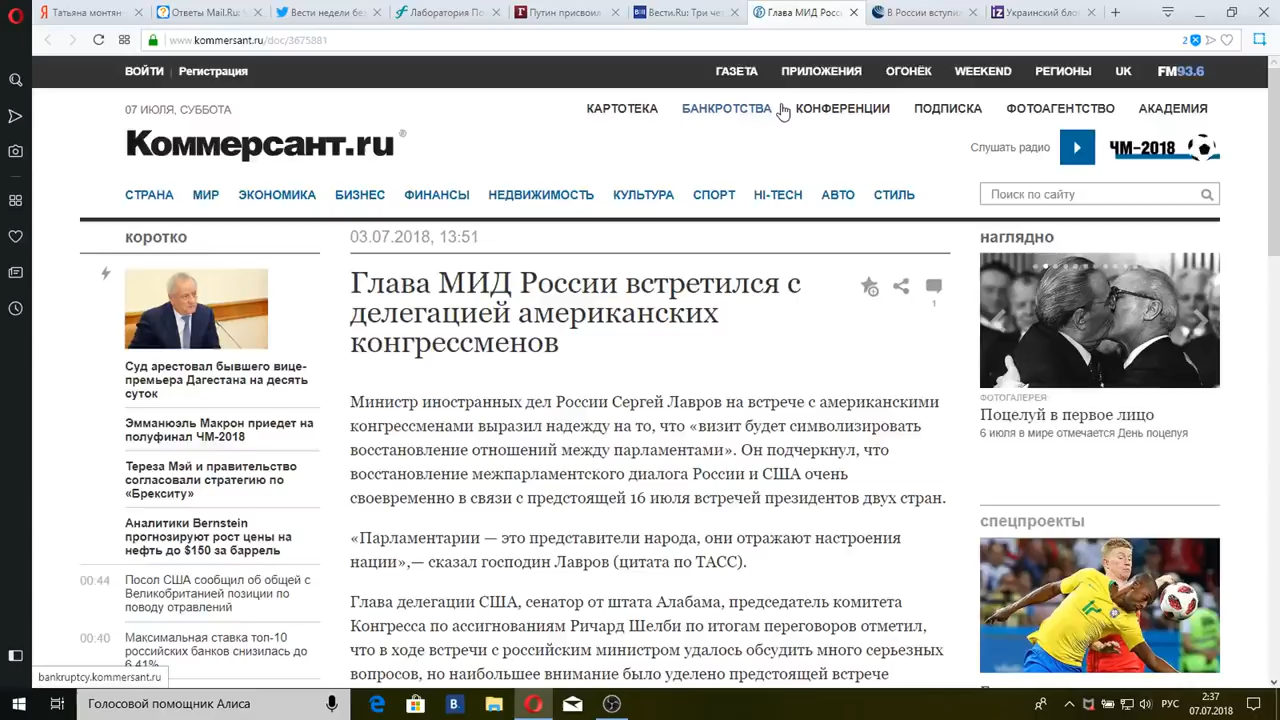 Татьяна монтян
Ответы Mail.Ru:
Вести недели без
Лаборатория По
Путин присвоил
Вести.Ru: Три че
Глава МИД Росс
В России вступи
Украинский бло
www.kommersant.ru/doc/3675881
2
ВОЙТИ Регистрация
ГАЗЕТА ПРИЛОЖЕНИЯ ОГОНЁК WEEKEND РЕГИОНЫ UK FM93.6
07 ИЮЛЯ, СУББОТА
КАРТОТЕКА БАНКРОТСТВА КОНФЕРЕНЦИИ ПОДПИСКА ФОТОАГЕНТСТВО АКАДЕМИЯ
Коммерсант.ru®
Слушать радио
ЧМ-2018
СТРАНА МИР ЭКОНОМИКА БИЗНЕС ФИНАНСЫ НЕДВИЖИМОСТЬ КУЛЬТУРА СПОРТ HI-TECH АВТО СТИЛЬ
Поиск по сайту
коротко
Суд арестовал бывшего вице-
премьера Дагестана на десять
суток
Эммануэль Макрон приедет на
полуфинал ЧМ-2018
Тереза Мэй и правительство
согласовали стратегию по
«Брекситу»
Аналитики Bernstein
прогнозируют рост цены на
нефть до $150 за баррель
00:44 Посол США сообщил об общей с
Великобританией позиции по
поводу отравлений
00:40 Максимальная ставка топ-10
российских банков снизилась до
6,41%
03.07.2018, 13:51
Глава МИД России встретился с
делегацией американских
конгрессменов
1
Министр иностранных дел России Сергей Лавров на встрече с американскими
конгрессменами выразил надежду на то, что «визит будет символизировать
восстановление отношений между парламентами». Он подчеркнул, что
восстановление межпарламентского диалога России и США очень
своевременно в связи с предстоящей 16 июля встречей президентов двух стран.
«Парламентарии — это представители народа, они отражают настроения
нации»,— сказал господин Лавров (цитата по ТАСС).
Глава делегации США, сенатор от штата Алабама, председатель комитета
Конгресса по ассигнованиям Ричард Шелби по итогам переговоров отметил,
что в ходе встречи с российским министром удалось обсудить много серьезных
вопросов, но наибольшее внимание было уделено предстоящей встрече
наглядно
ФОТОГАЛЕРЕЯ
Поцелуй в первое лицо
6 июля в мире отмечается День поцелуя
спецпроекты
bankruptcy.kommersant.ru
Голосовой помощник Алиса
РУС
2:37
07.07.2018